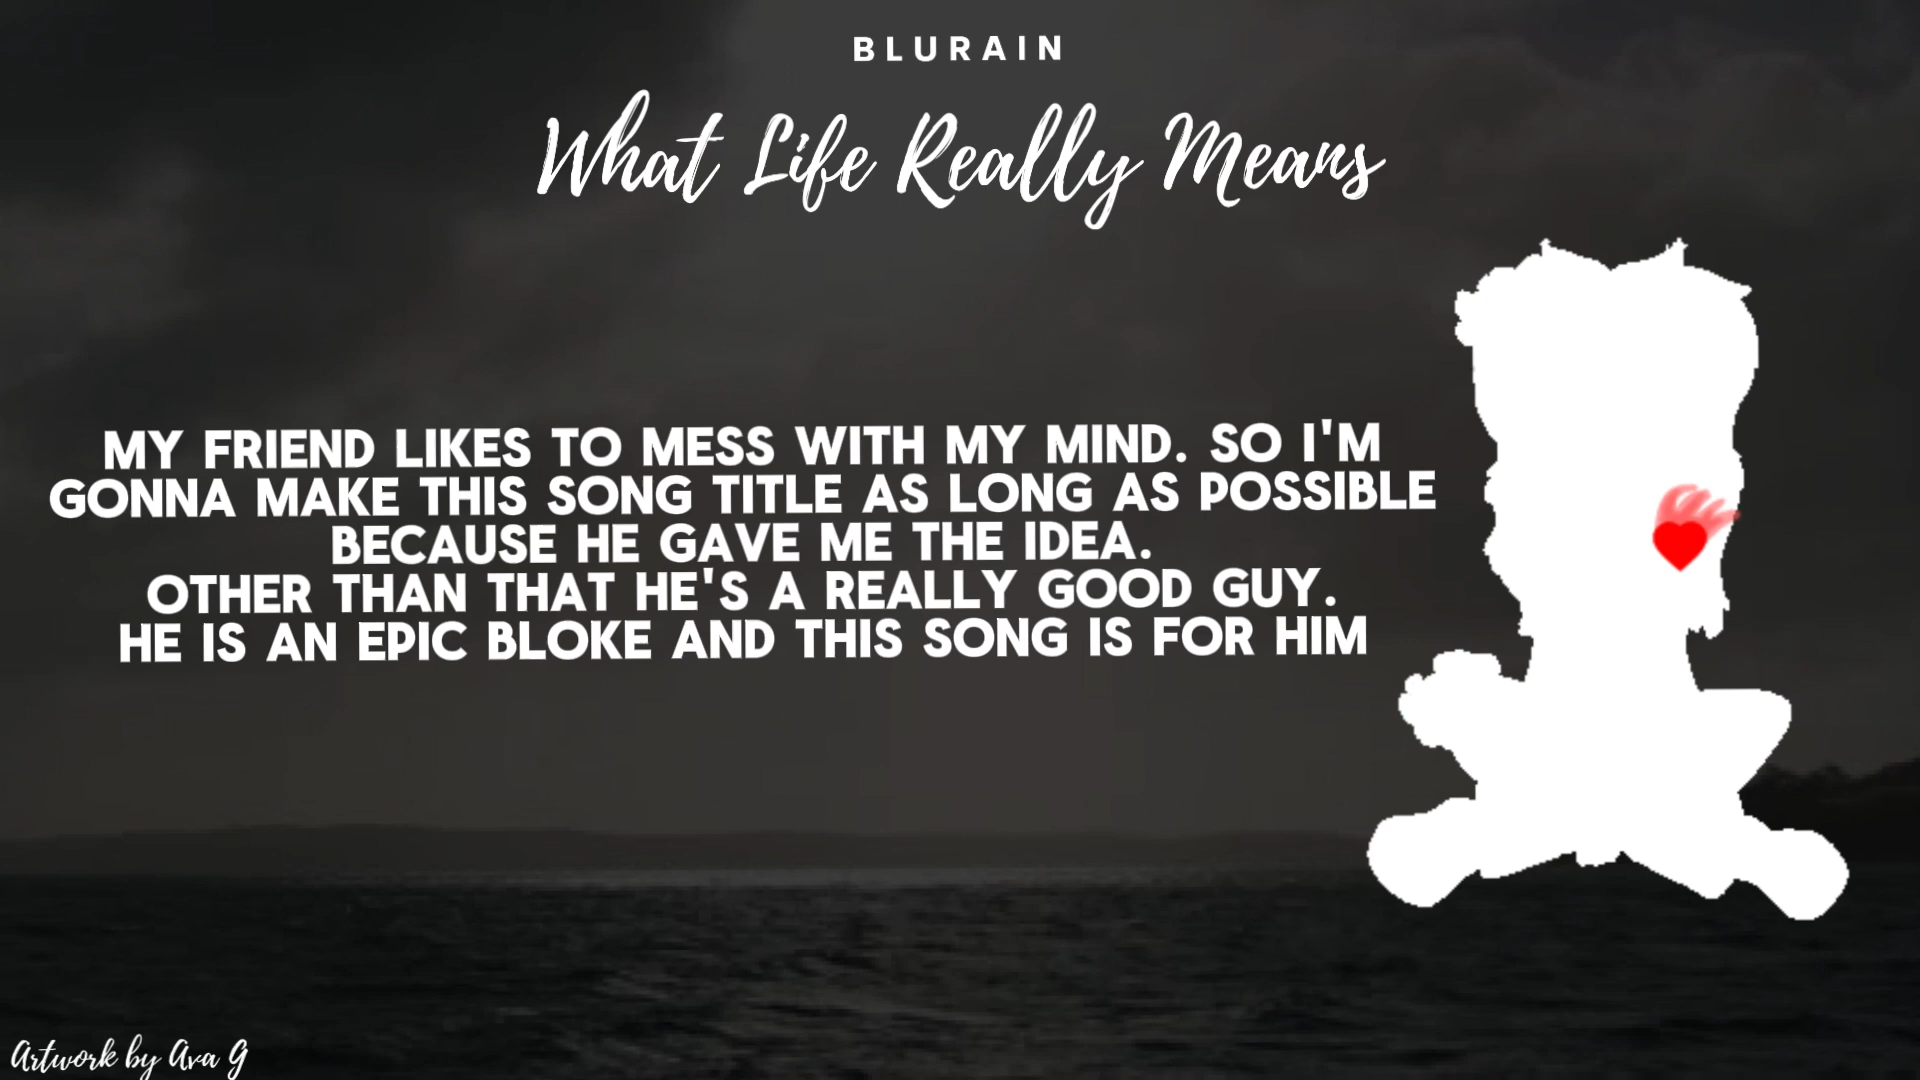 BLURAIN
What Life Really Means
MY FRIEND LIKES TO MESS WITH MY MIND. SO I'M
GONNA MAKE THIS SONG TITLE AS LONG AS POSSIBLE
BECAUSE HE GAVE ME THE IDEA.
OTHER THAN THAT HE'S A REALLY GOOD GUY.
HE IS AN EPIC BLOKE AND THIS SONG IS FOR HIM
Artwork by Ava G